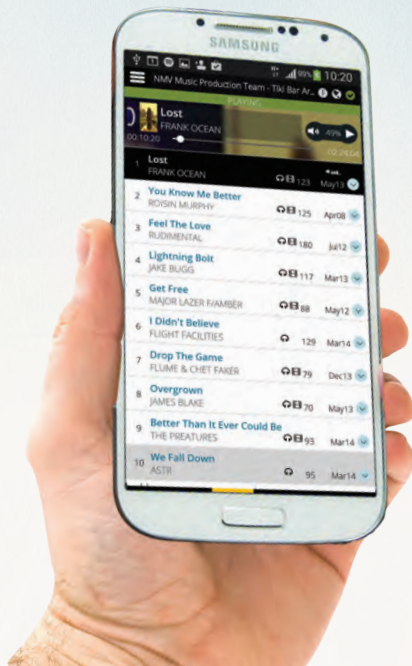 SAMSUNG
99% 10:20
NMV Music Production Team - Tiki Bar Ar...
PLAYING
Lost
FRANK OCEAN
49%
00:10:20
-02:24:04
1 Lost
FRANK OCEAN 123 May13
2 You Know Me Better
ROISIN MURPHY 125 Apr08
3 Feel The Love
RUDIMENTAL 180 Jul12
4 Lightning Bolt
JAKE BUGG 117 Mar13
5 Get Free
MAJOR LAZER F/AMBER 88 May12
6 I Didn't Believe
FLIGHT FACILITIES 129 Mar14
7 Drop The Game
FLUME & CHET FAKER 79 Dec13
8 Overgrown
JAMES BLAKE 70 May13
9 Better Than It Ever Could Be
THE PREATURES 93 Mar14
10 We Fall Down
ASTR 95 Mar14